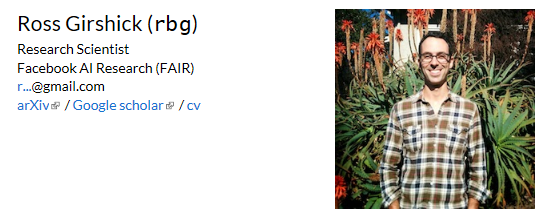 Ross Girshick (rbg)
Research Scientist
Facebook AI Research (FAIR)
r...@gmail.com
arXiv / Google scholar / cv